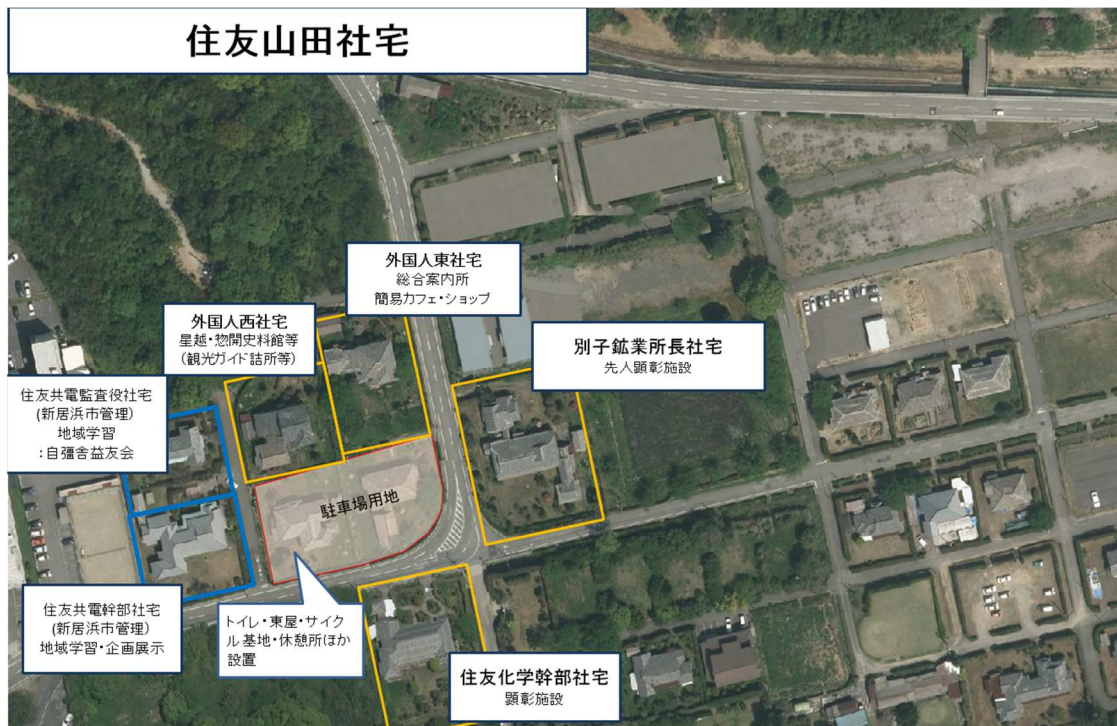 住友山田社宅
外国人東社宅
総合案内所
簡易カフェ・ショップ
外国人西社宅
星越・惣開史料館等
(観光ガイド詰所等)
別子鉱業所長社宅
先人顕彰施設
住友共電監査役社宅
(新居浜市管理)
地域学習
：自彊舎益友会
駐車場用地
住友共電幹部社宅
(新居浜市管理)
地域学習・企画展示
トイレ・東屋・サイク
ル基地・休憩所ほか
設置
住友化学幹部社宅
顕彰施設